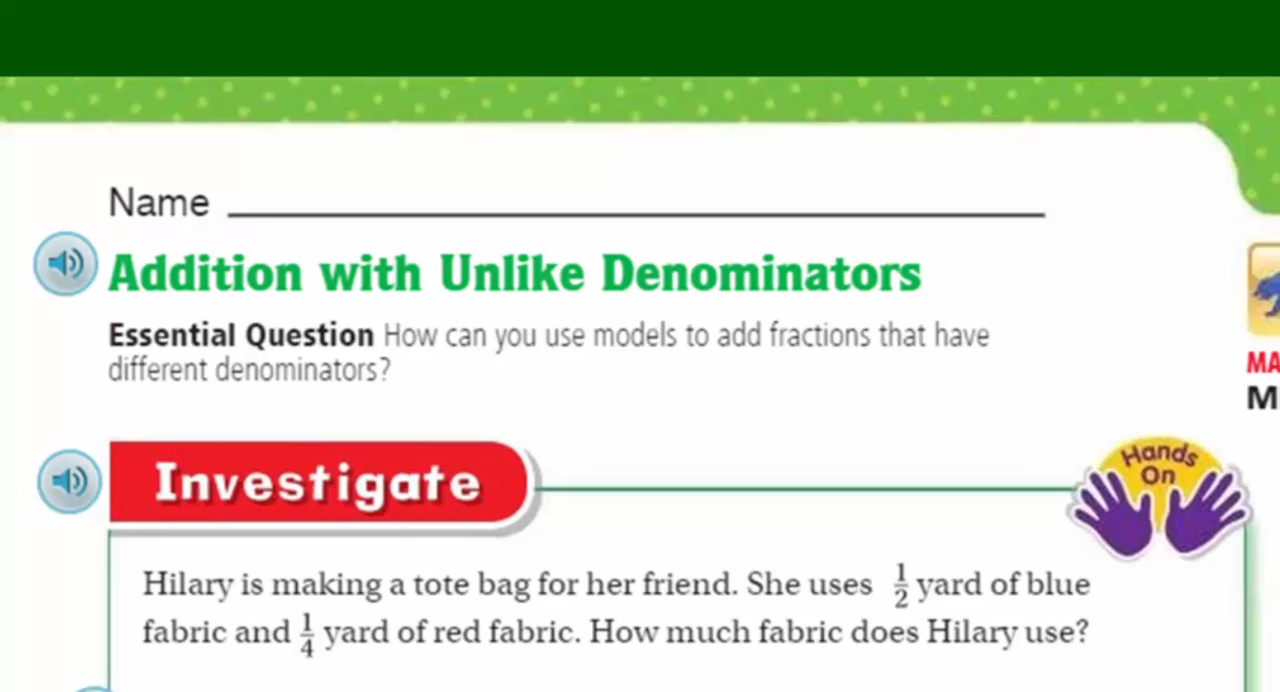 Name
Addition with Unlike Denominators
Essential Question How can you use models to add fractions that have
different denominators?
MA
M
Investigate
Hands
On
Hilary is making a tote bag for her friend. She uses 1/2 yard of blue
fabric and 1/4 yard of red fabric. How much fabric does Hilary use?